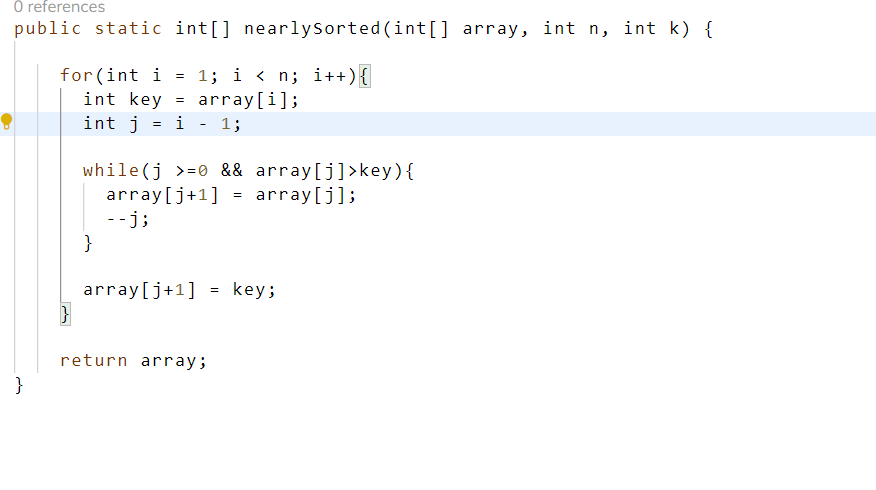 0 references
public static int[] nearlySorted(int[] array, int n, int k) {
for(int i = 1; i < n; i++){
int key = array[i];
int j = i - 1;
while(j >=0 && array[j]>key){
array[j+1] = array[j];
--j;
}
array[j+1] = key;
}
return array;
}